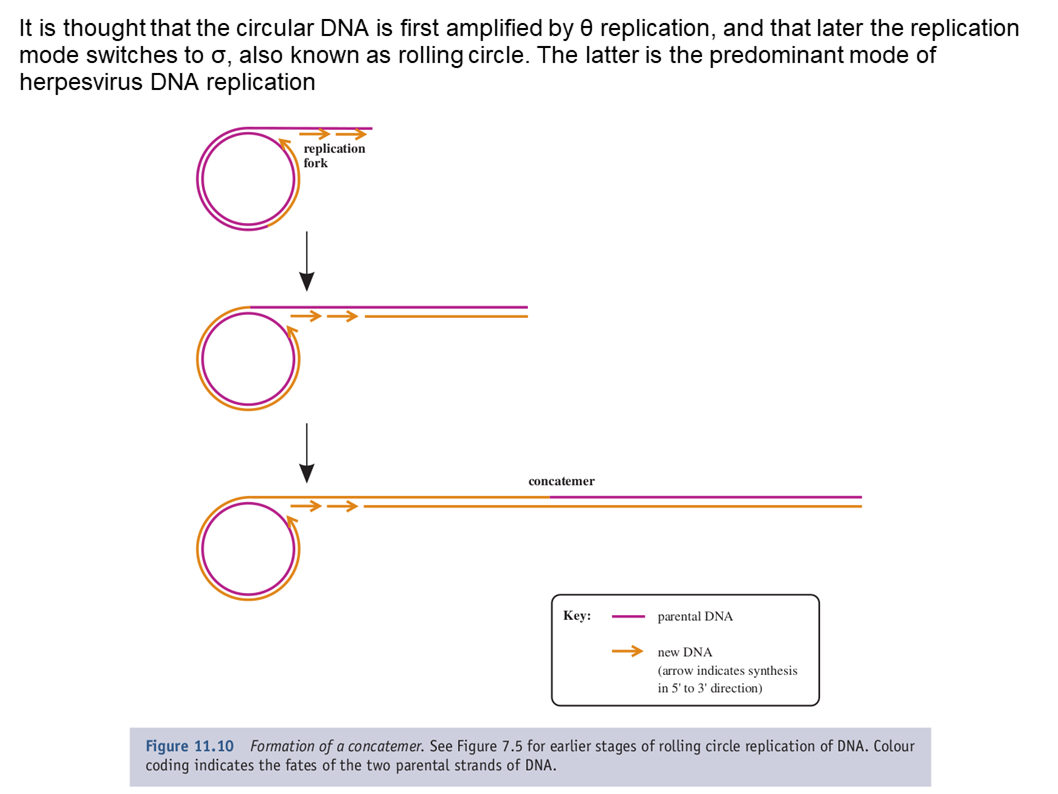 It is thought that the circular DNA is first amplified by θ replication, and that later the replication
mode switches to σ, also known as rolling circle. The latter is the predominant mode of
herpesvirus DNA replication
replication
fork
concatemer
Key:
parental DNA
new DNA
(arrow indicates synthesis
in 5' to 3' direction)
Figure 11.10 Formation of a concatemer. See Figure 7.5 for earlier stages of rolling circle replication of DNA. Colour
coding indicates the fates of the two parental strands of DNA.